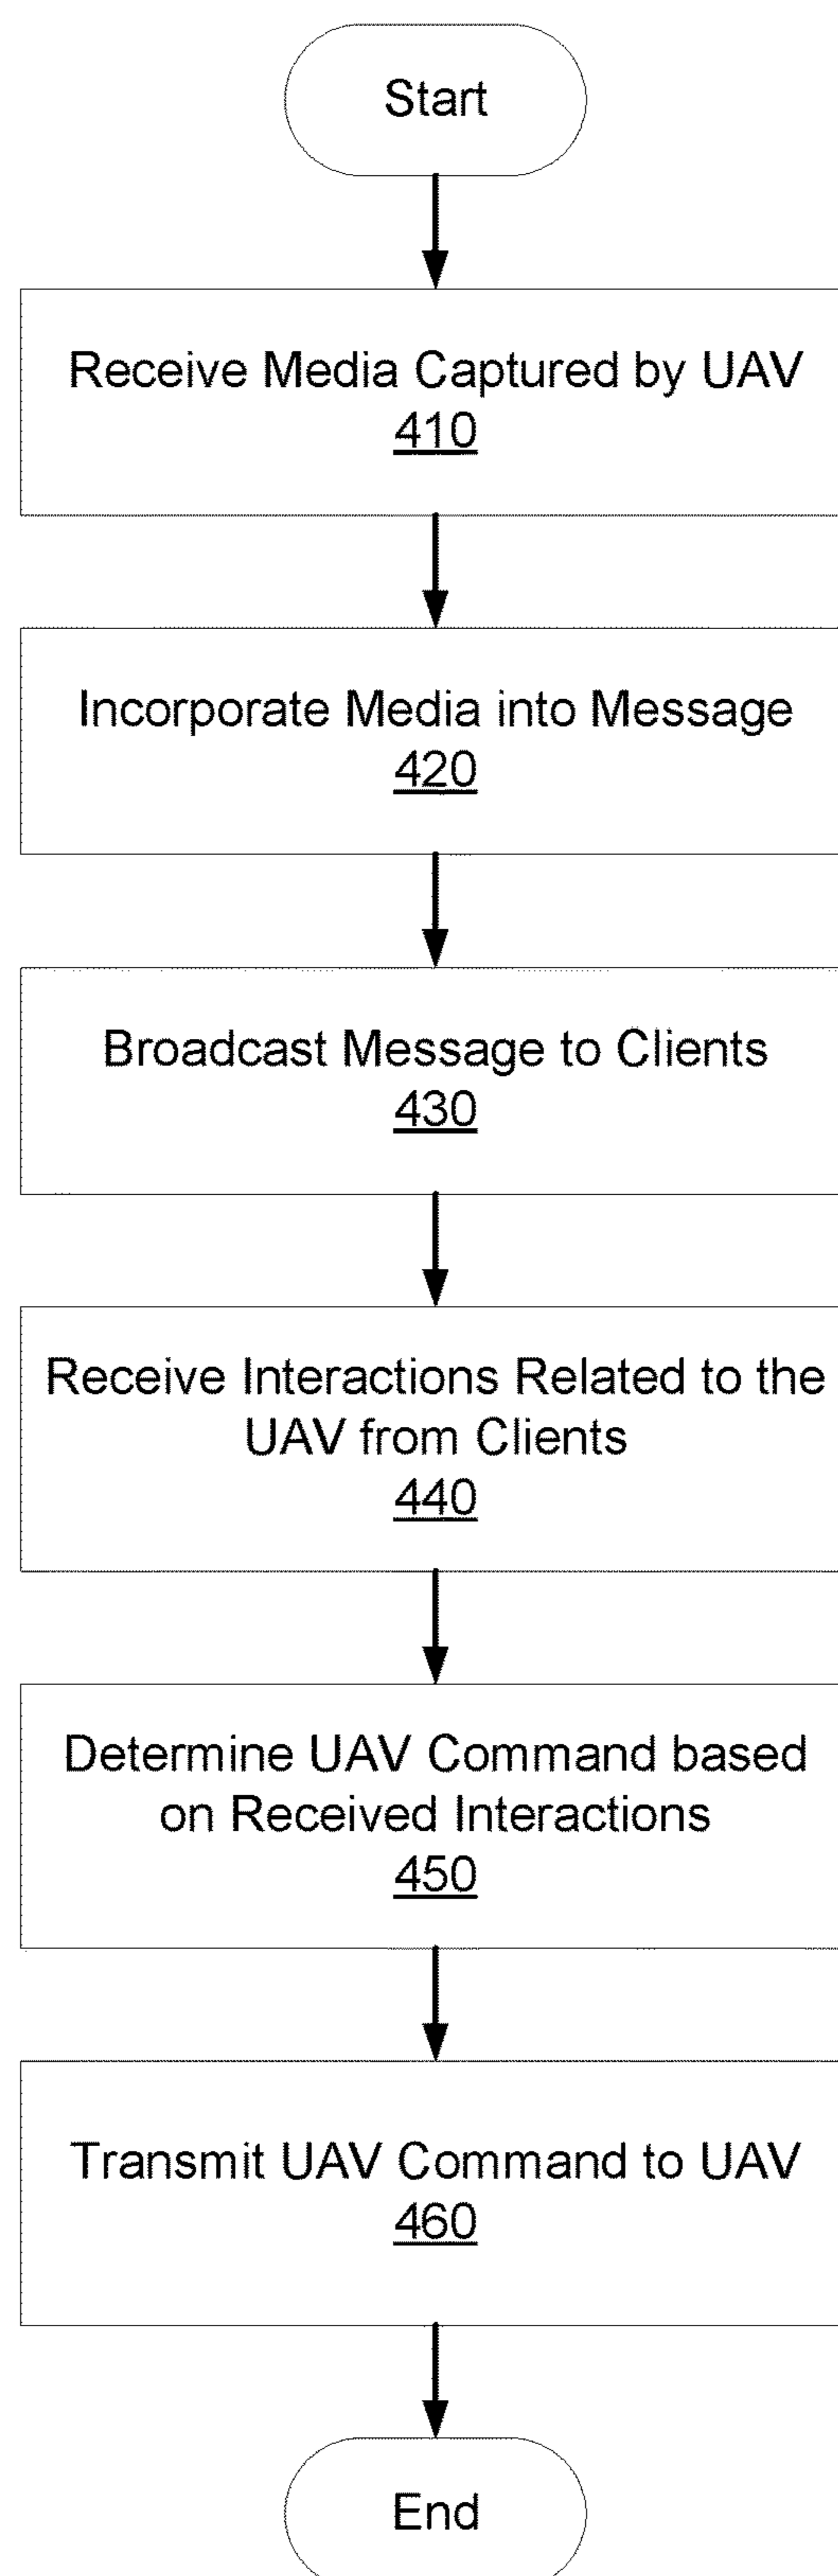 Start
Receive Media Captured by UAV
410
Incorporate Media into Message
420
Broadcast Message to Clients
430
Receive Interactions Related to the
UAV from Clients
440
Determine UAV Command based
on Received Interactions
450
Transmit UAV Command to UAV
460
End